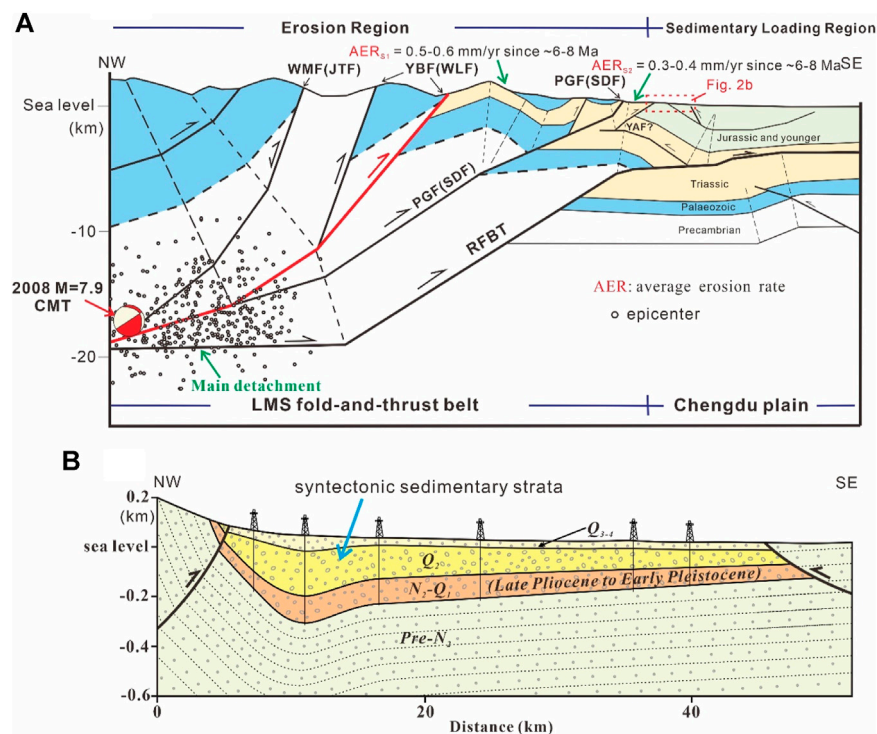 A
Erosion Region
Sedimentary Loading Region
NW
AERS1 = 0.5-0.6 mm/yr since ~6-8 Ma
WMF(JTF)
YBF(WLF)
AERS2 = 0.3-0.4 mm/yr since ~6-8 Ma
SE
PGF(SDF)
Fig. 2b
Sea level
(km)
YAF?
Jurassic and younger
PGF(SDF)
Triassic
Palaeozoic
-10
RFBT
Precambrian
2008 M=7.9
CMT
AER: average erosion rate
epicenter
-20
Main detachment
LMS fold-and-thrust belt
Chengdu plain
B
NW
syntectonic sedimentary strata
SE
0.2
(km)
Q3-4
sea level
Q2
N2-Q1 (Late Pliocene to Early Pleistocene)
-0.2
Pre-N2
-0.4
-0.6
0
20
40
Distance (km)